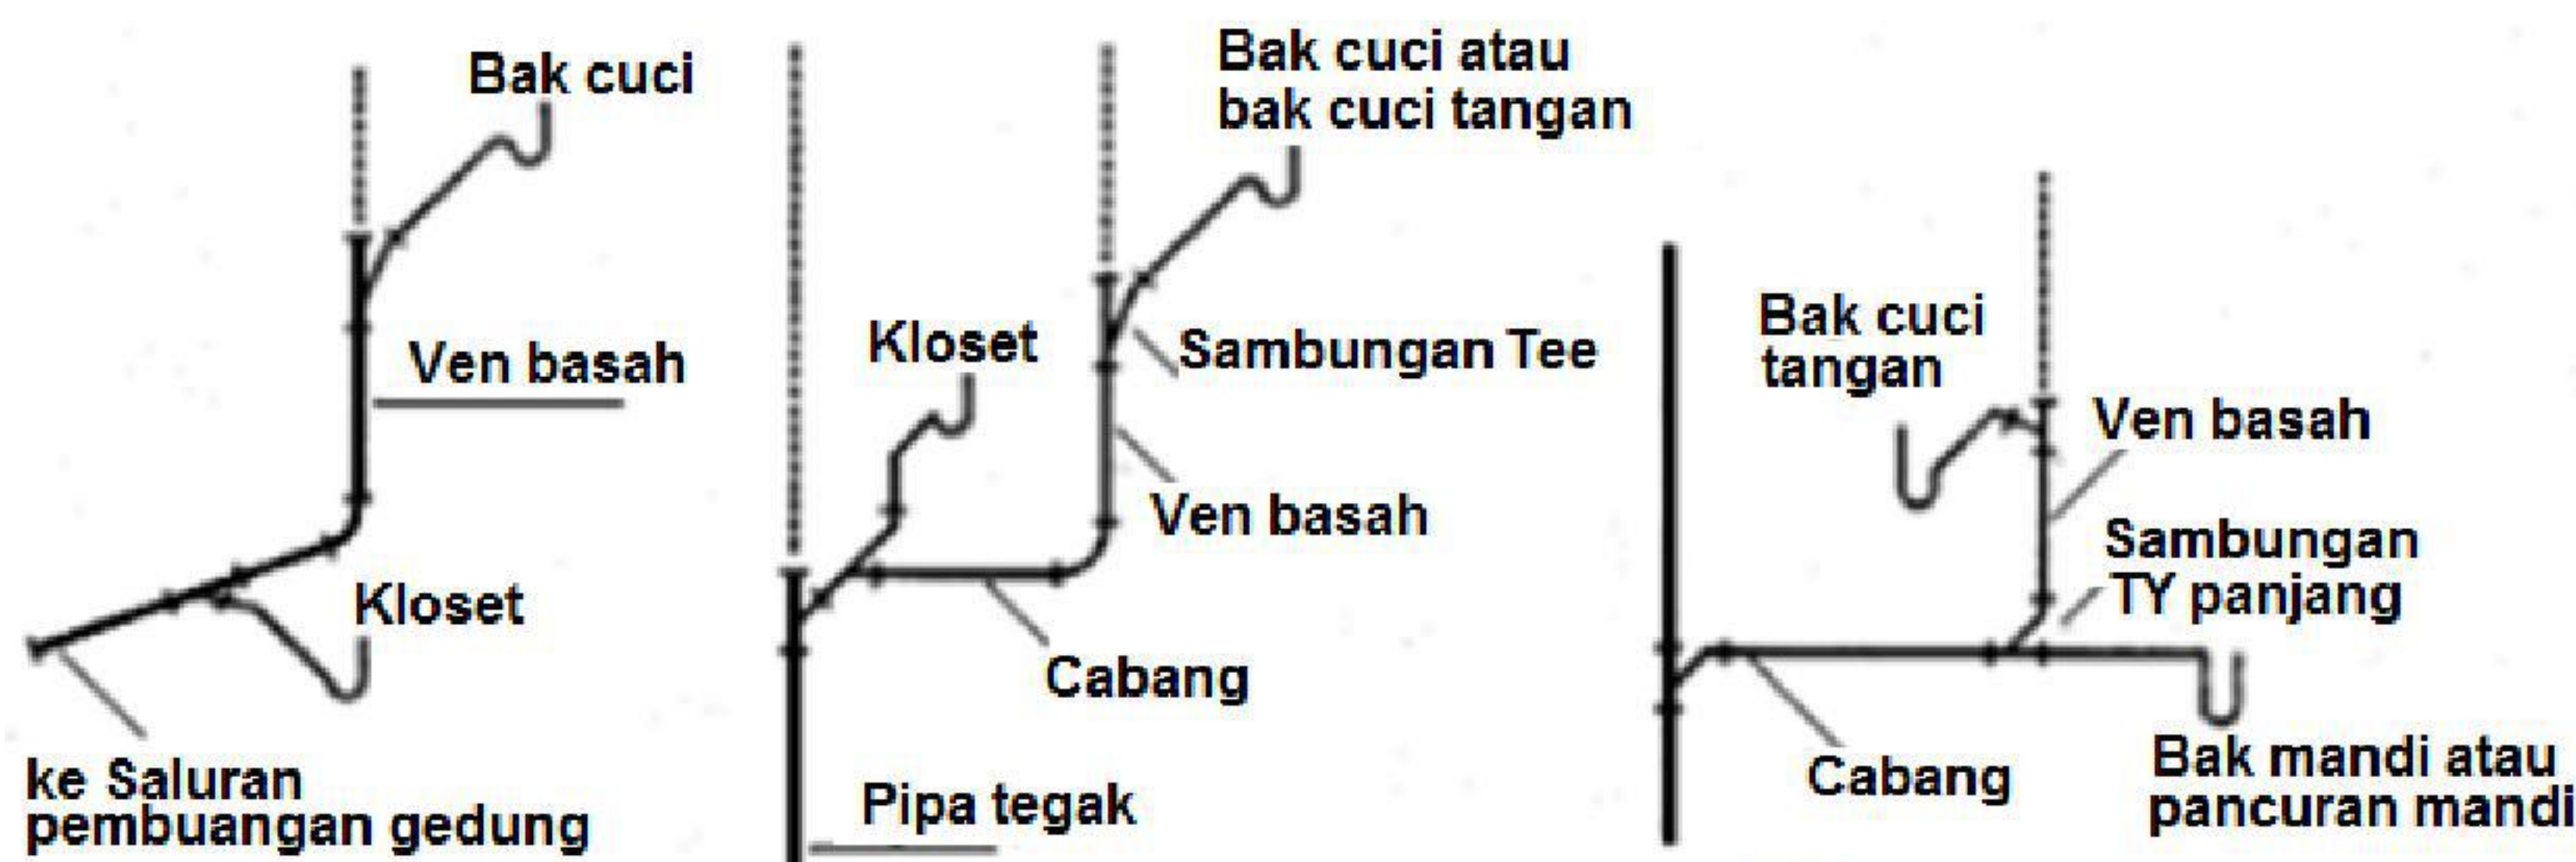 Bak cuci
Ven basah
Kloset
ke Saluran
pembuangan gedung
Bak cuci atau
bak cuci tangan
Kloset
Sambungan Tee
Ven basah
Cabang
Pipa tegak
Bak cuci
tangan
Ven basah
Sambungan
TY panjang
Cabang
Bak mandi atau
pancuran mandi